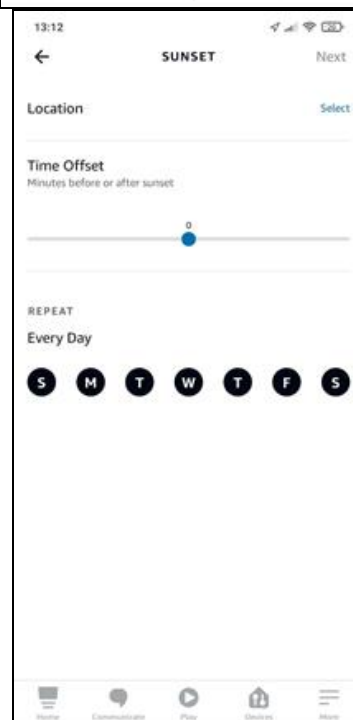 13:12
SUNSET Next
Location Select
Time Offset
Minutes before or after sunset
0
REPEAT
Every Day
S M T W T F S
Home Communicate Play Devices More